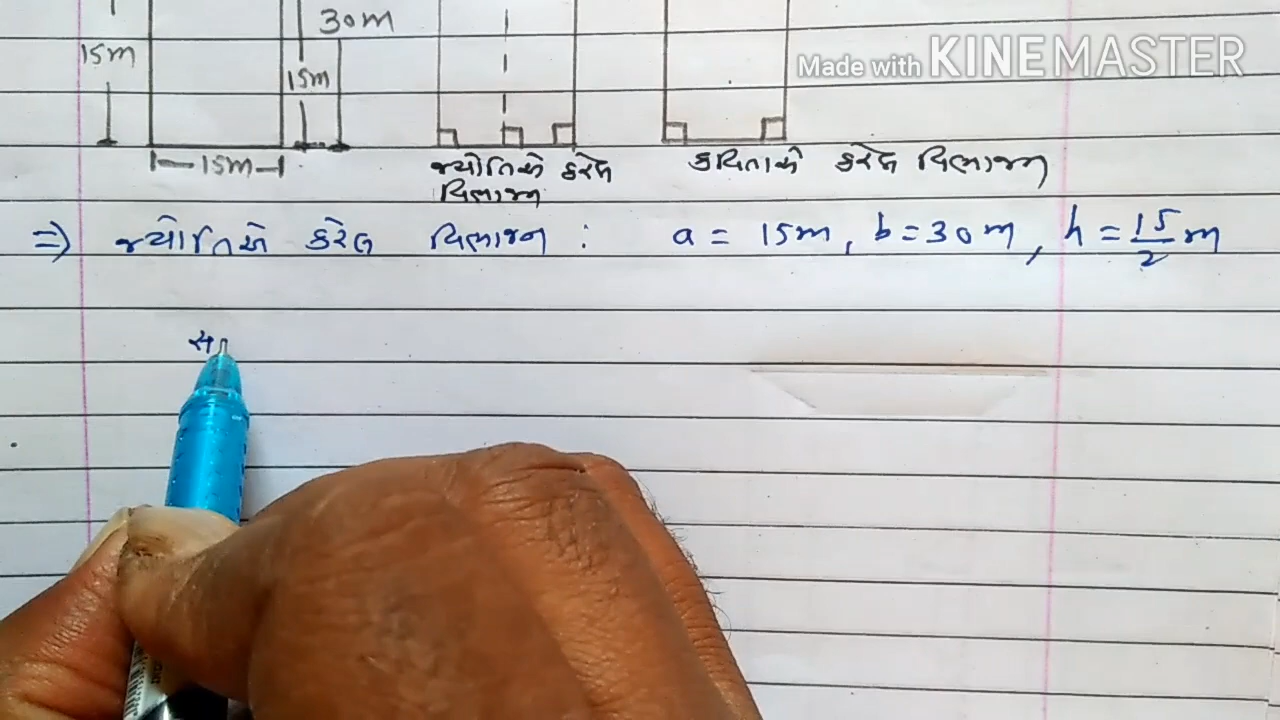 30m
Made with KINEMASTER
15m
15m
15m
જ્યોતિએ કરેલ
વિભાજન
કવિતાએ કરેલ વિભાજન
⇒ જ્યોતિએ કરેલ વિભાજન : a = 15m, b = 30m, h = 15/2 m
સ